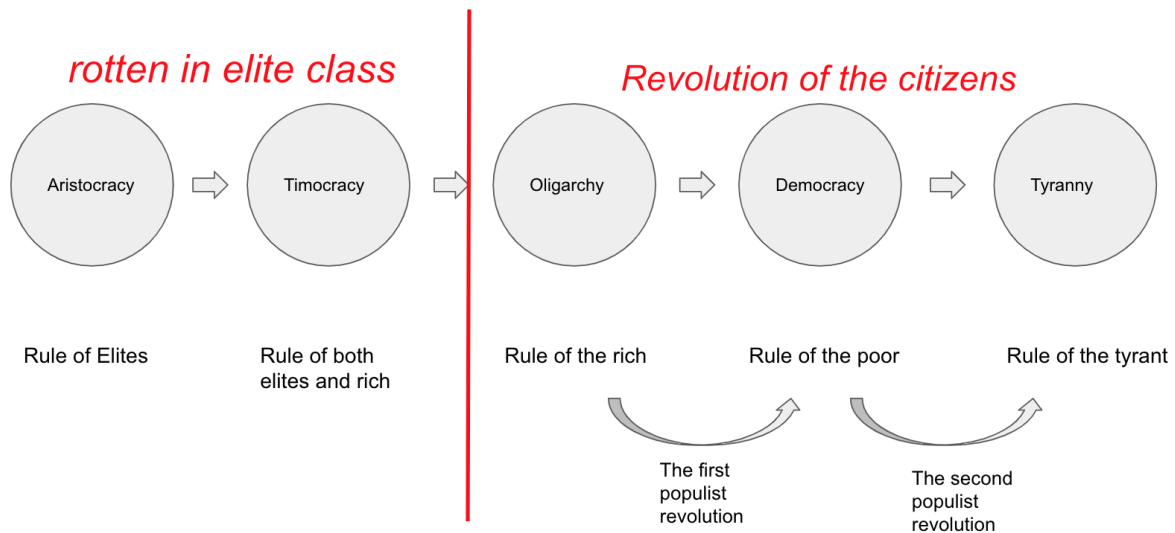 rotten in elite class
Revolution of the citizens
Aristocracy
Timocracy
Oligarchy
Democracy
Tyranny
Rule of Elites
Rule of both
elites and rich
Rule of the rich
Rule of the poor
Rule of the tyrant
The first
populist
revolution
The second
populist
revolution